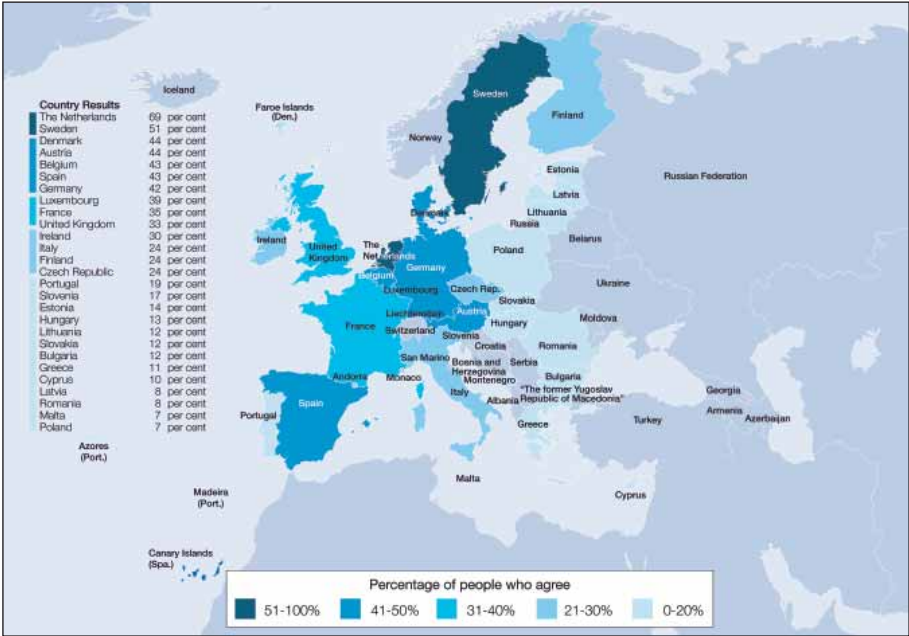 Iceland
Country Results
The Netherlands 69 per cent
Sweden 51 per cent
Denmark 44 per cent
Austria 44 per cent
Belgium 43 per cent
Spain 43 per cent
Germany 42 per cent
Luxembourg 39 per cent
France 35 per cent
United Kingdom 33 per cent
Ireland 30 per cent
Italy 24 per cent
Finland 24 per cent
Czech Republic 24 per cent
Portugal 19 per cent
Slovenia 17 per cent
Estonia 14 per cent
Hungary 13 per cent
Lithuania 12 per cent
Slovakia 12 per cent
Bulgaria 12 per cent
Greece 11 per cent
Cyprus 10 per cent
Latvia 8 per cent
Romania 8 per cent
Malta 7 per cent
Poland 7 per cent
Faroe Islands
(Den.)
Sweden
Finland
Norway
Estonia
Russian Federation
Latvia
Lithuania
Russia
Denmark
Belarus
Ireland
United
Kingdom
The
Netherlands
Poland
Germany
Belgium
Ukraine
Luxembourg
Czech Rep.
Slovakia
Liechtenstein
Austria
Moldova
France
Switzerland
Hungary
Slovenia
Croatia
Romania
San Marino
Bosnia and
Herzegovina
Serbia
Andorra
Monaco
Montenegro
Bulgaria
Italy
"The former Yugoslav
Republic of Macedonia"
Albania
Georgia
Armenia
Azerbaijan
Spain
Portugal
Greece
Turkey
Azores
(Port.)
Malta
Cyprus
Madeira
(Port.)
Canary Islands
(Spa.)
Percentage of people who agree
51-100%
41-50%
31-40%
21-30%
0-20%